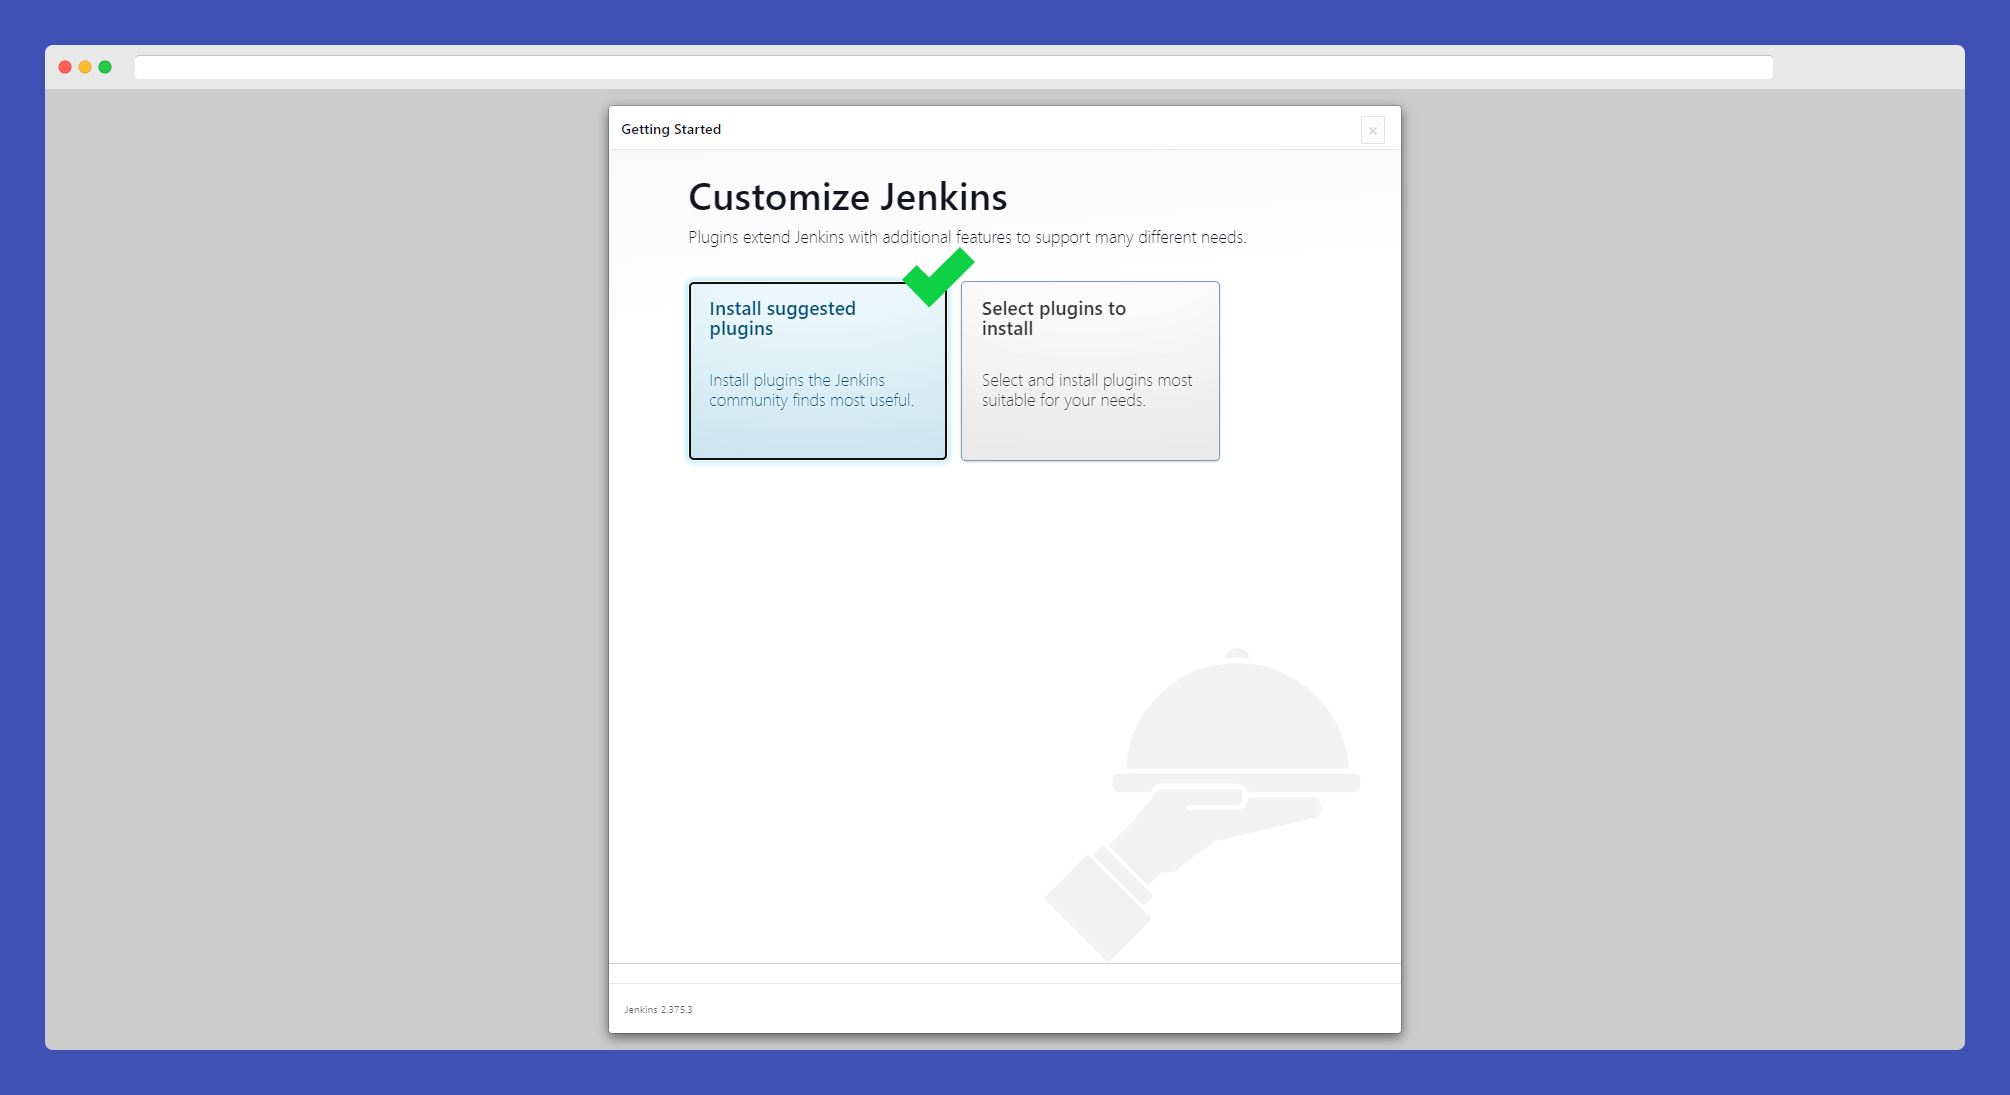 Getting Started
×
Customize Jenkins
Plugins extend Jenkins with additional features to support many different needs.
Install suggested
plugins
Install plugins the Jenkins
community finds most useful.
Select plugins to
install
Select and install plugins most
suitable for your needs.
Jenkins 2.375.3